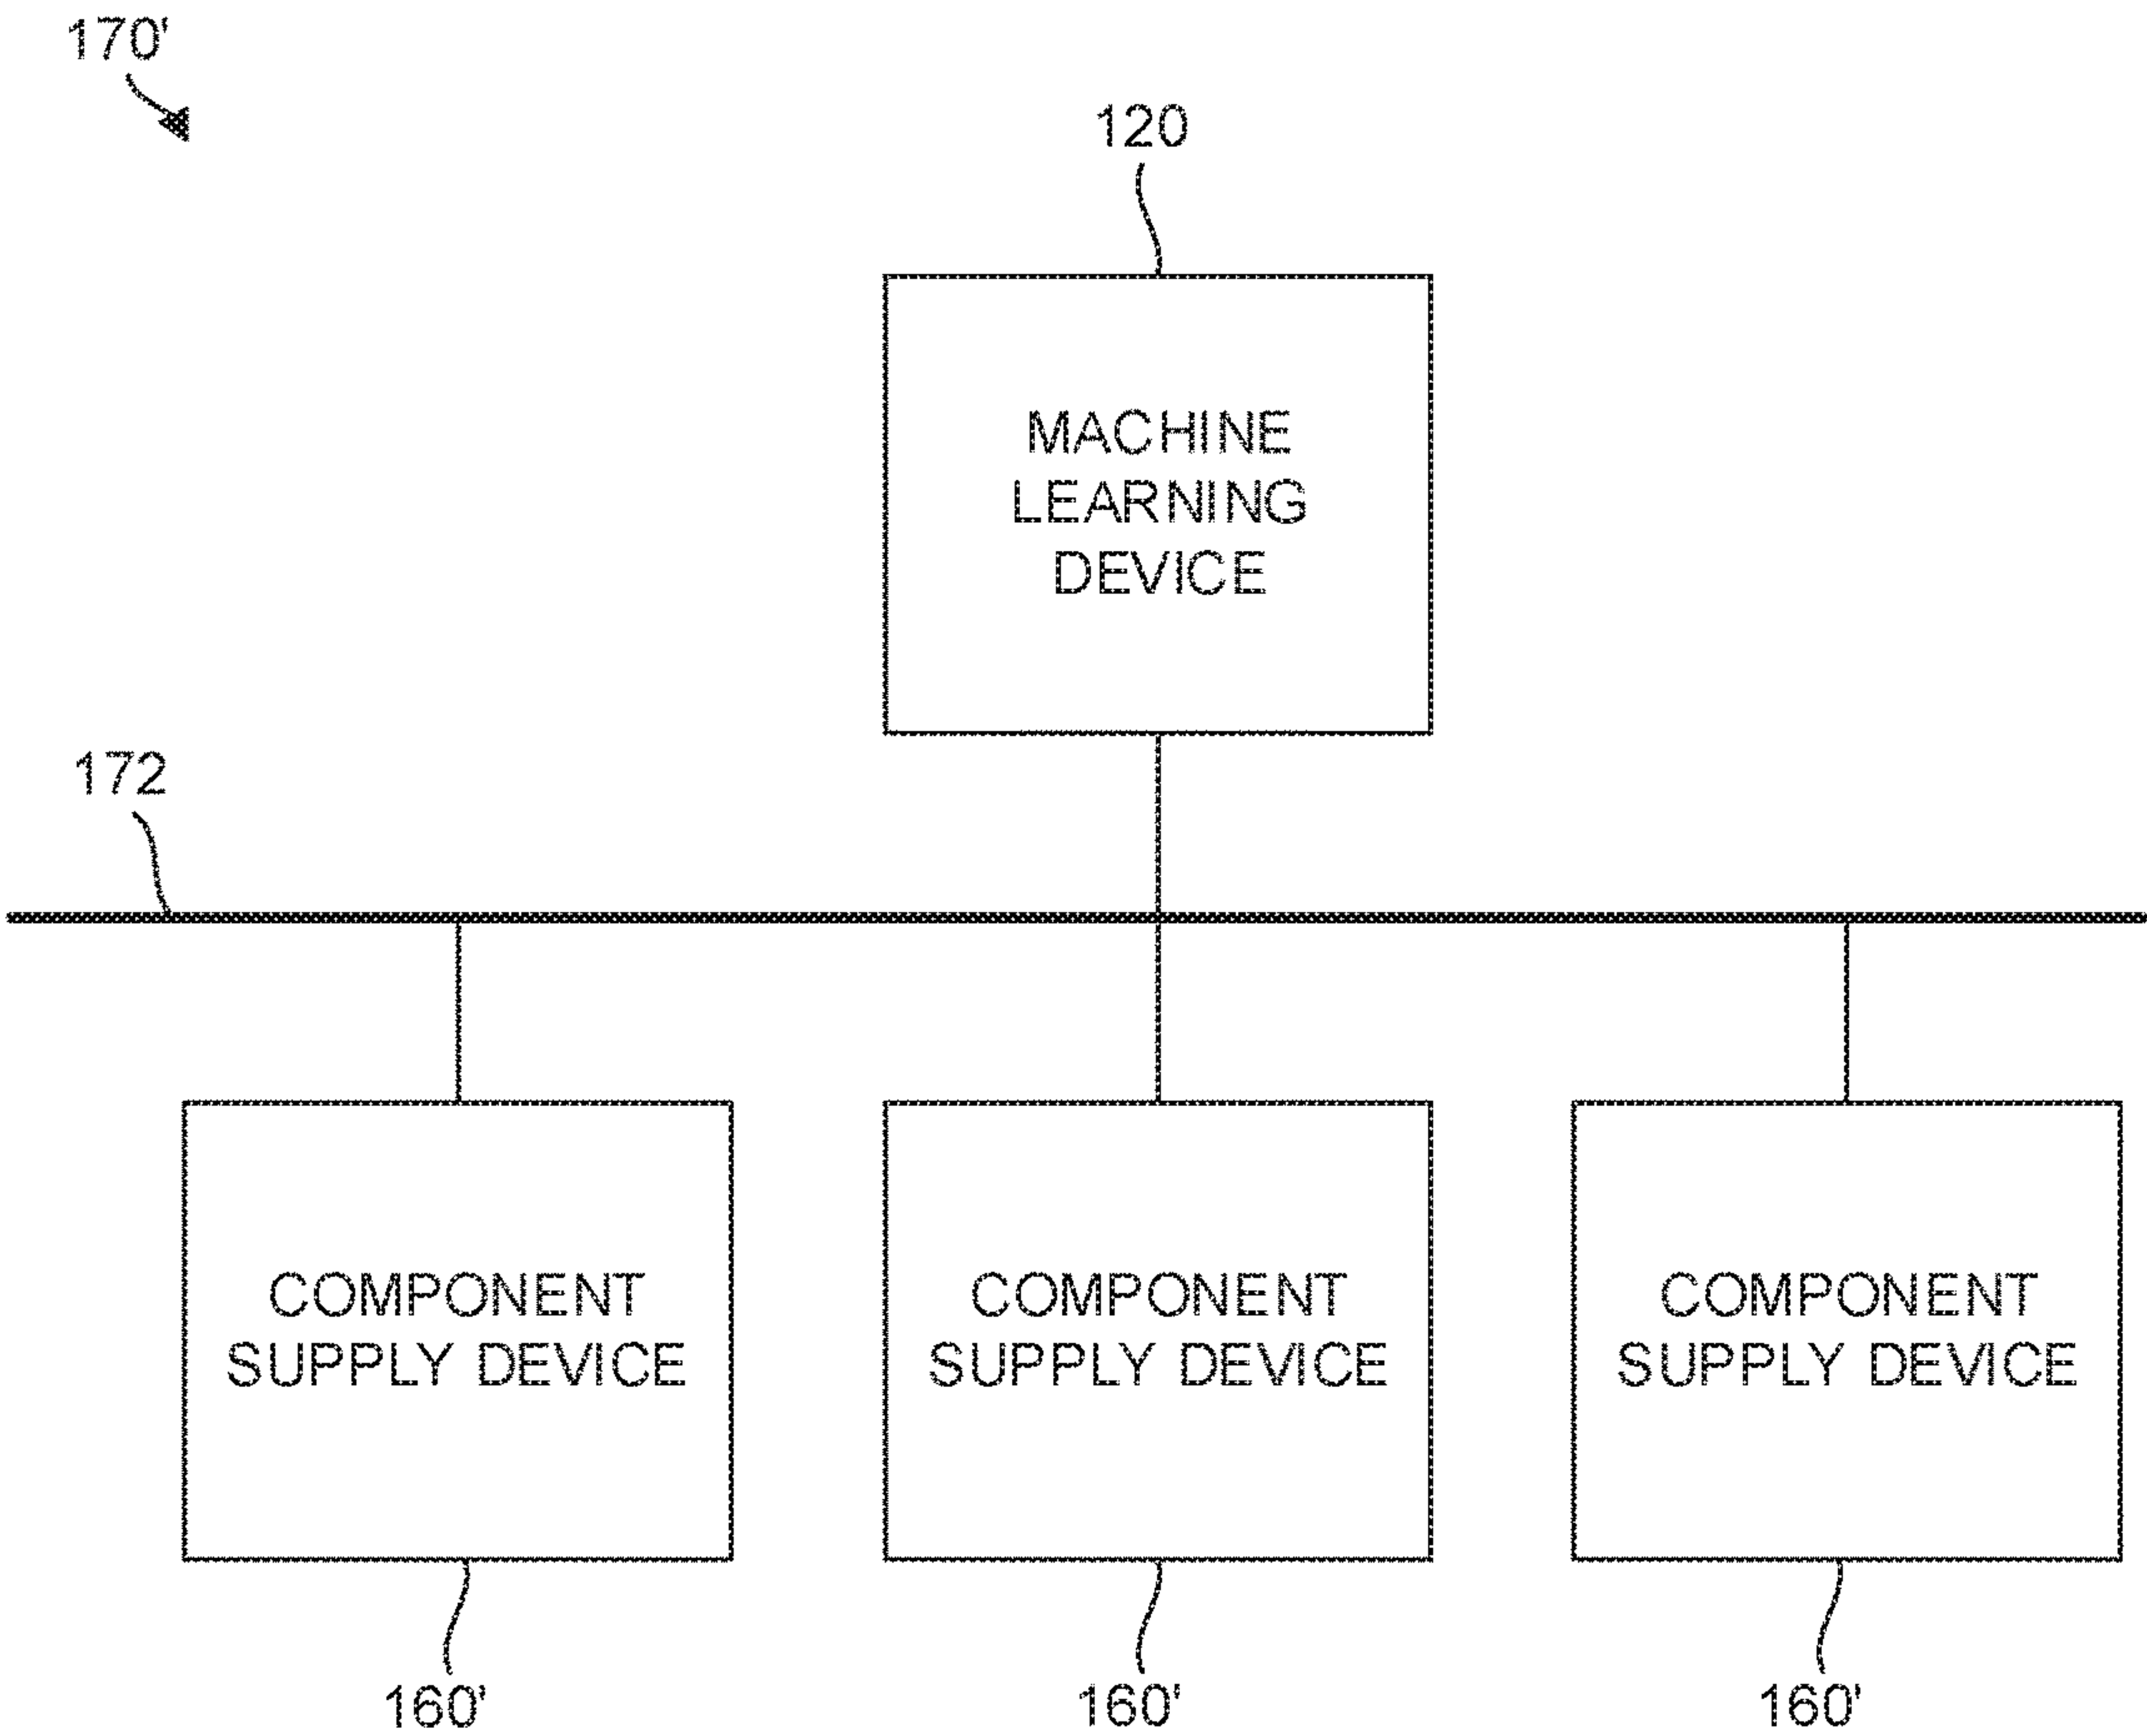 170'
120
MACHINE
LEARNING
DEVICE
172
COMPONENT
SUPPLY DEVICE
COMPONENT
SUPPLY DEVICE
COMPONENT
SUPPLY DEVICE
160'
160'
160'